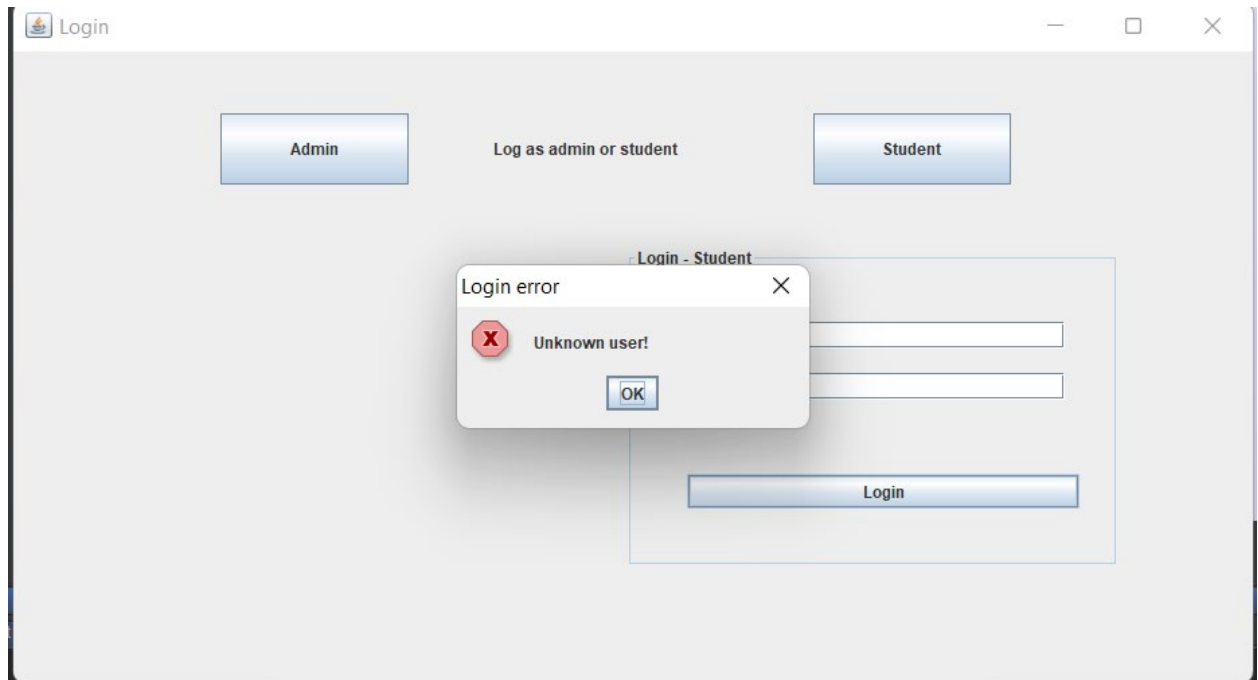 Login
Admin
Log as admin or student
Student
Login - Student
Login error
Unknown user!
OK
Login